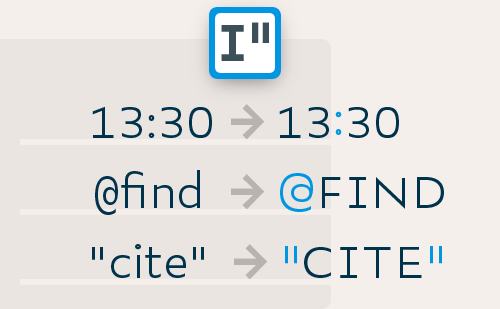 I"
13:30 → 13:30
@find → @FIND
"cite" → "CITE"